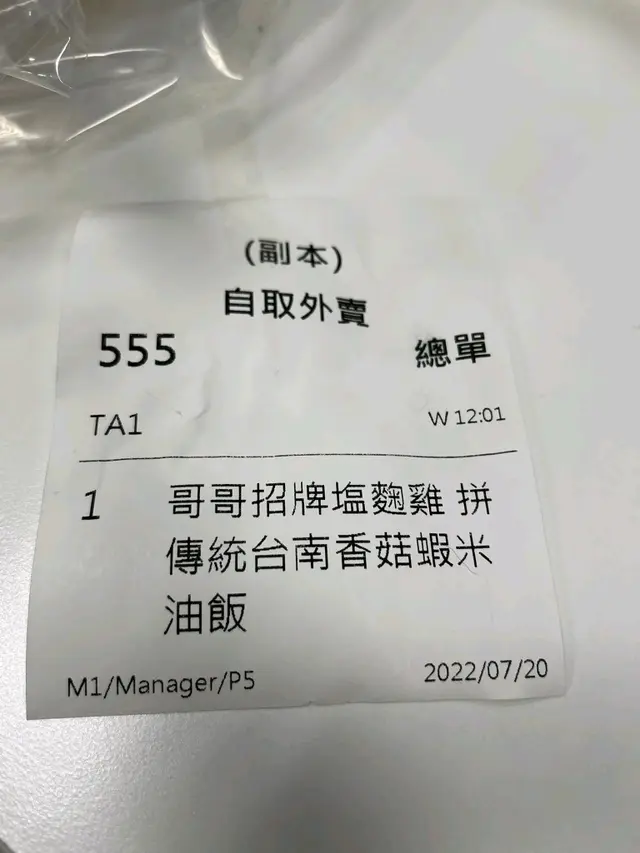 (副本)
自取外賣
555 總單
TA1 W 12:01
1 哥哥招牌塩麴雞 拼
傳統台南香菇蝦米
油飯
M1/Manager/P5 2022/07/20